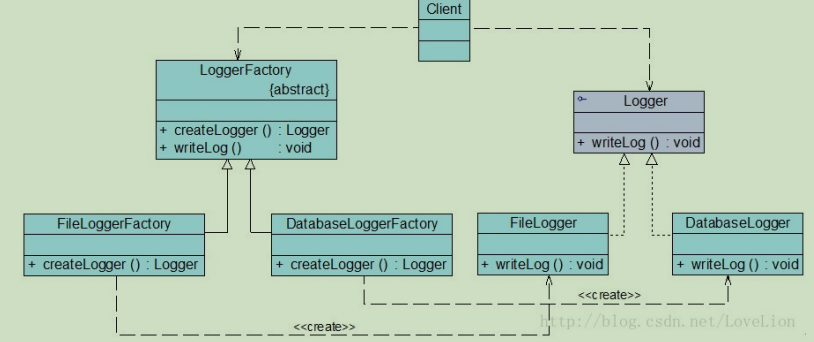 Client
LoggerFactory
{abstract}
+ createLogger () : Logger
+ writeLog () : void
Logger
+ writeLog () : void
FileLoggerFactory
+ createLogger () : Logger
DatabaseLoggerFactory
+ createLogger () : Logger
FileLogger
+ writeLog () : void
DatabaseLogger
+ writeLog () : void
<<create>>
<<create>>
http://blog.csdn.net/LoveLion